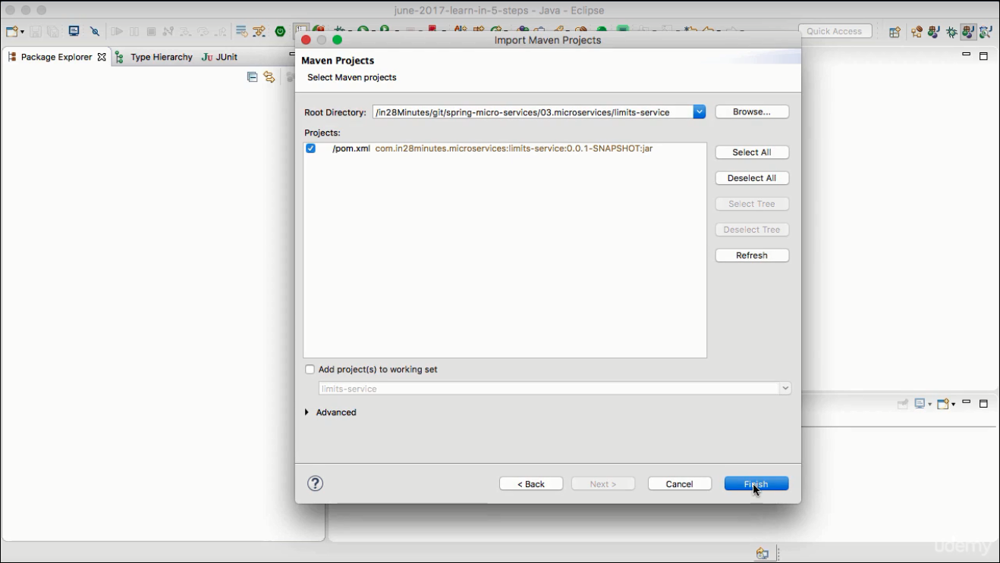 june-2017-learn-in-5-steps - Java - Eclipse
Quick Access
Import Maven Projects
Package Explorer
Type Hierarchy
Ju JUnit
Maven Projects
Select Maven projects
Root Directory: /in28Minutes/git/spring-micro-services/03.microservices/limits-service
Browse...
Projects:
/pom.xml com.in28minutes.microservices:limits-service:0.0.1-SNAPSHOT:jar
Select All
Deselect All
Select Tree
Deselect Tree
Refresh
Add project(s) to working set
limits-service
Advanced
?
< Back
Next >
Cancel
Finish
udemy